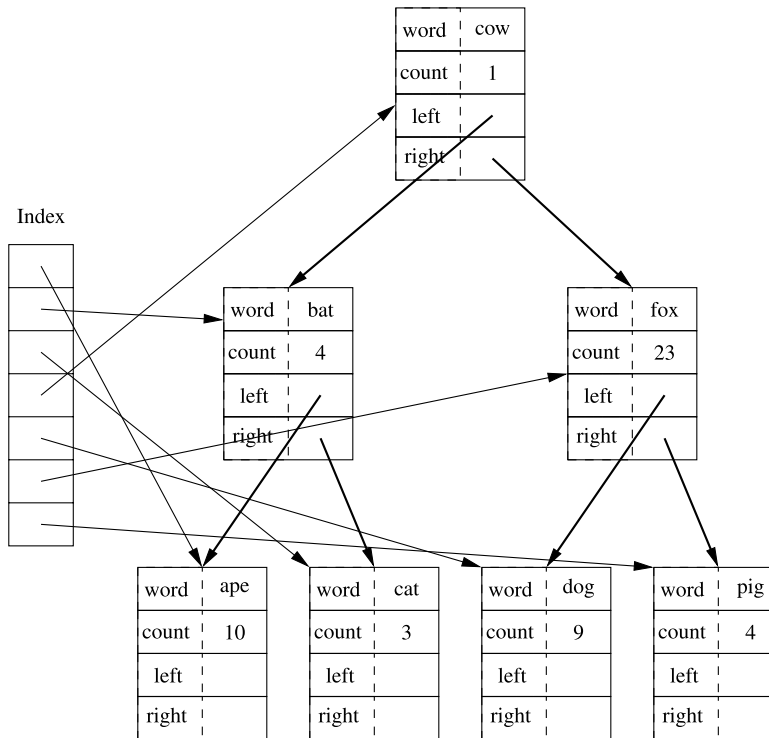 word cow
count 1
left
right
Index
word bat
count 4
left
right
word fox
count 23
left
right
word ape
count 10
left
right
word cat
count 3
left
right
word dog
count 9
left
right
word pig
count 4
left
right